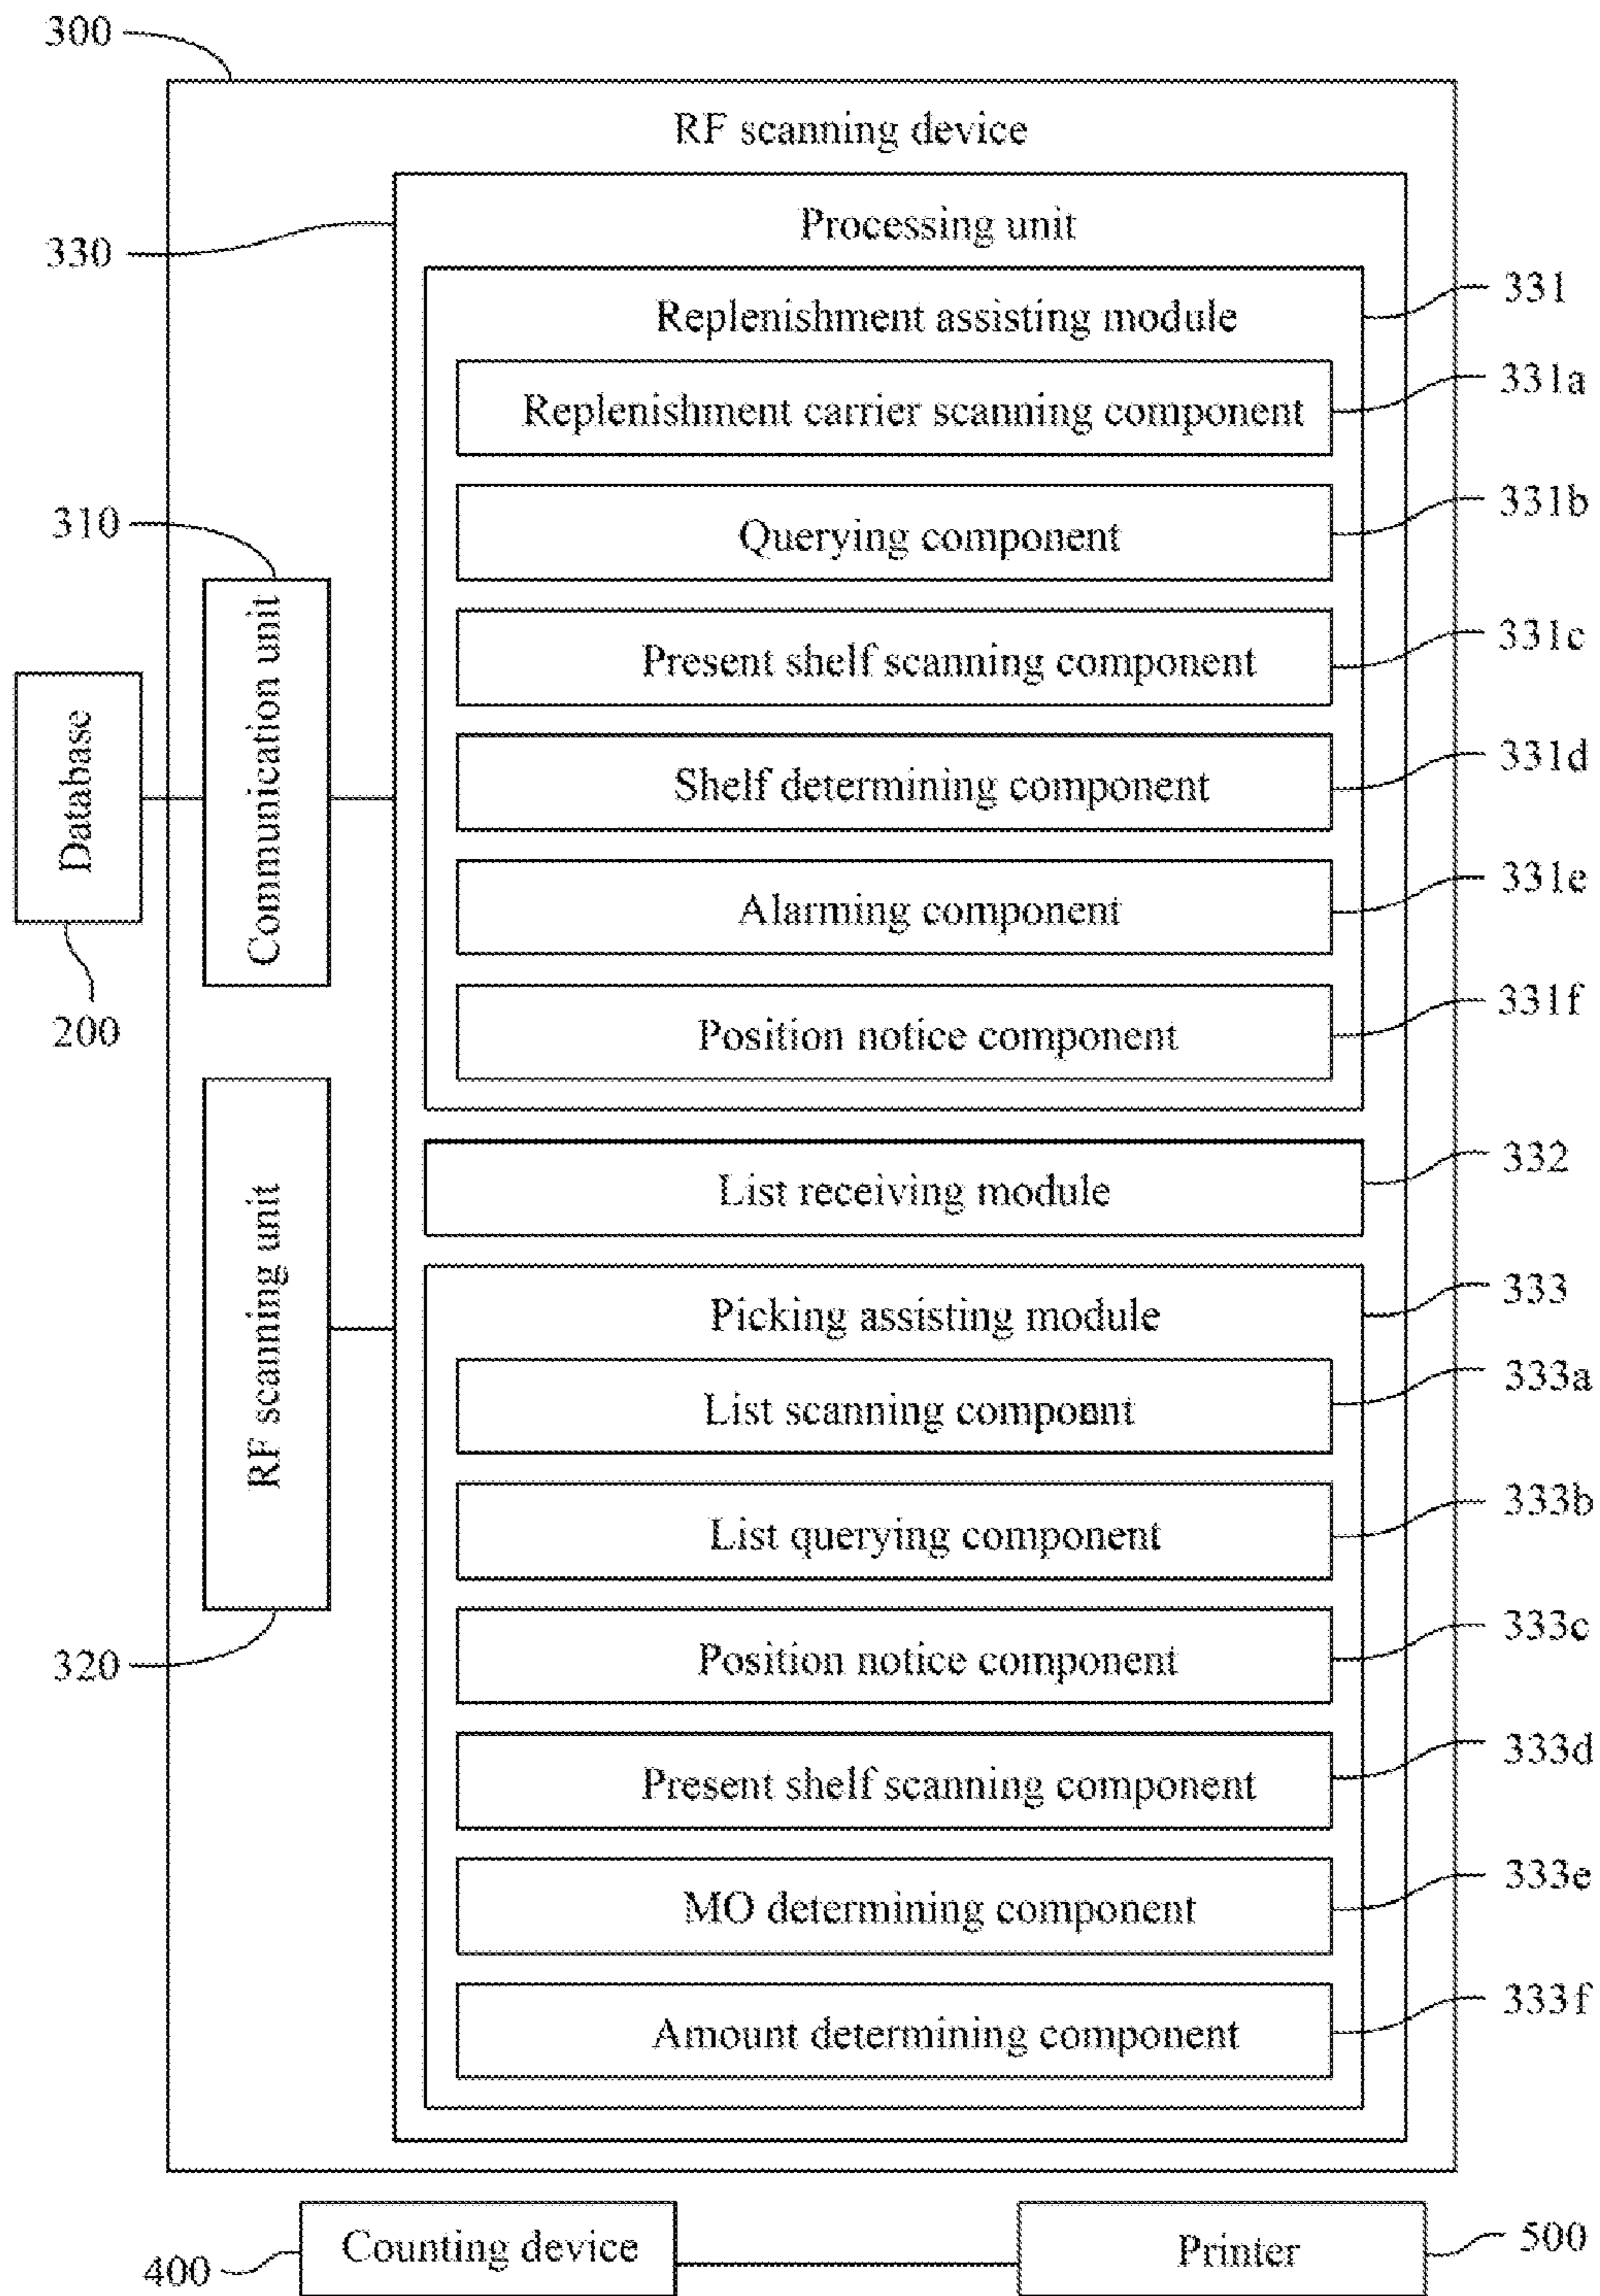 300
RF scanning device
330
Processing unit
331
Replenishment assisting module
331a
Replenishment carrier scanning component
331b
Querying component
310
Communication unit
331c
Present shelf scanning component
Database
200
331d
Shelf determining component
331e
Alarming component
331f
Position notice component
332
List receiving module
RF scanning unit
320
333
Picking assisting module
333a
List scanning component
333b
List querying component
333c
Position notice component
333d
Present shelf scanning component
333e
MO determining component
333f
Amount determining component
400
Counting device
Printer
500